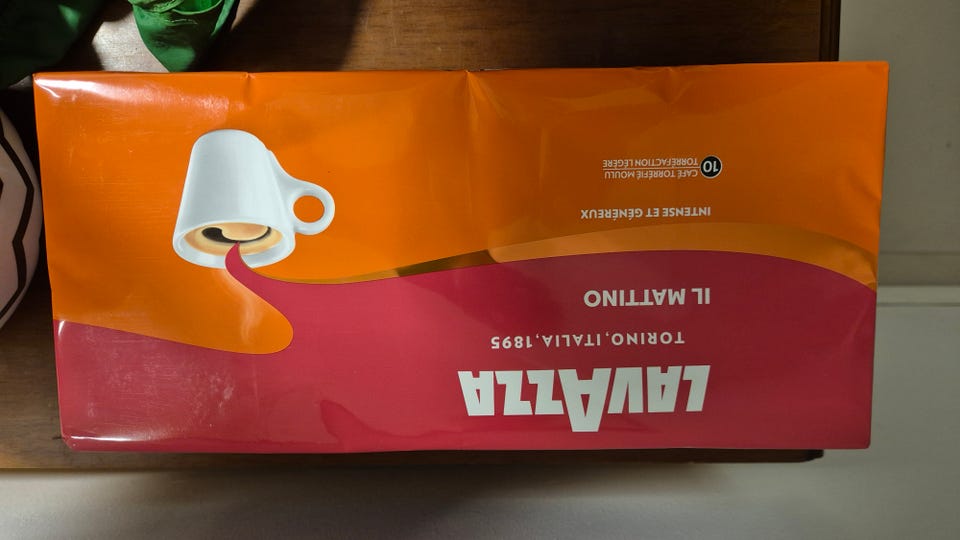 LAVAZZA
TORINO, ITALIA, 1895
IL MATTINO
INTENSE ET GÉNÉREUX
10
CAFÉ TORRÉFIÉ MOULU
TORRÉFACTION LÉGÈRE